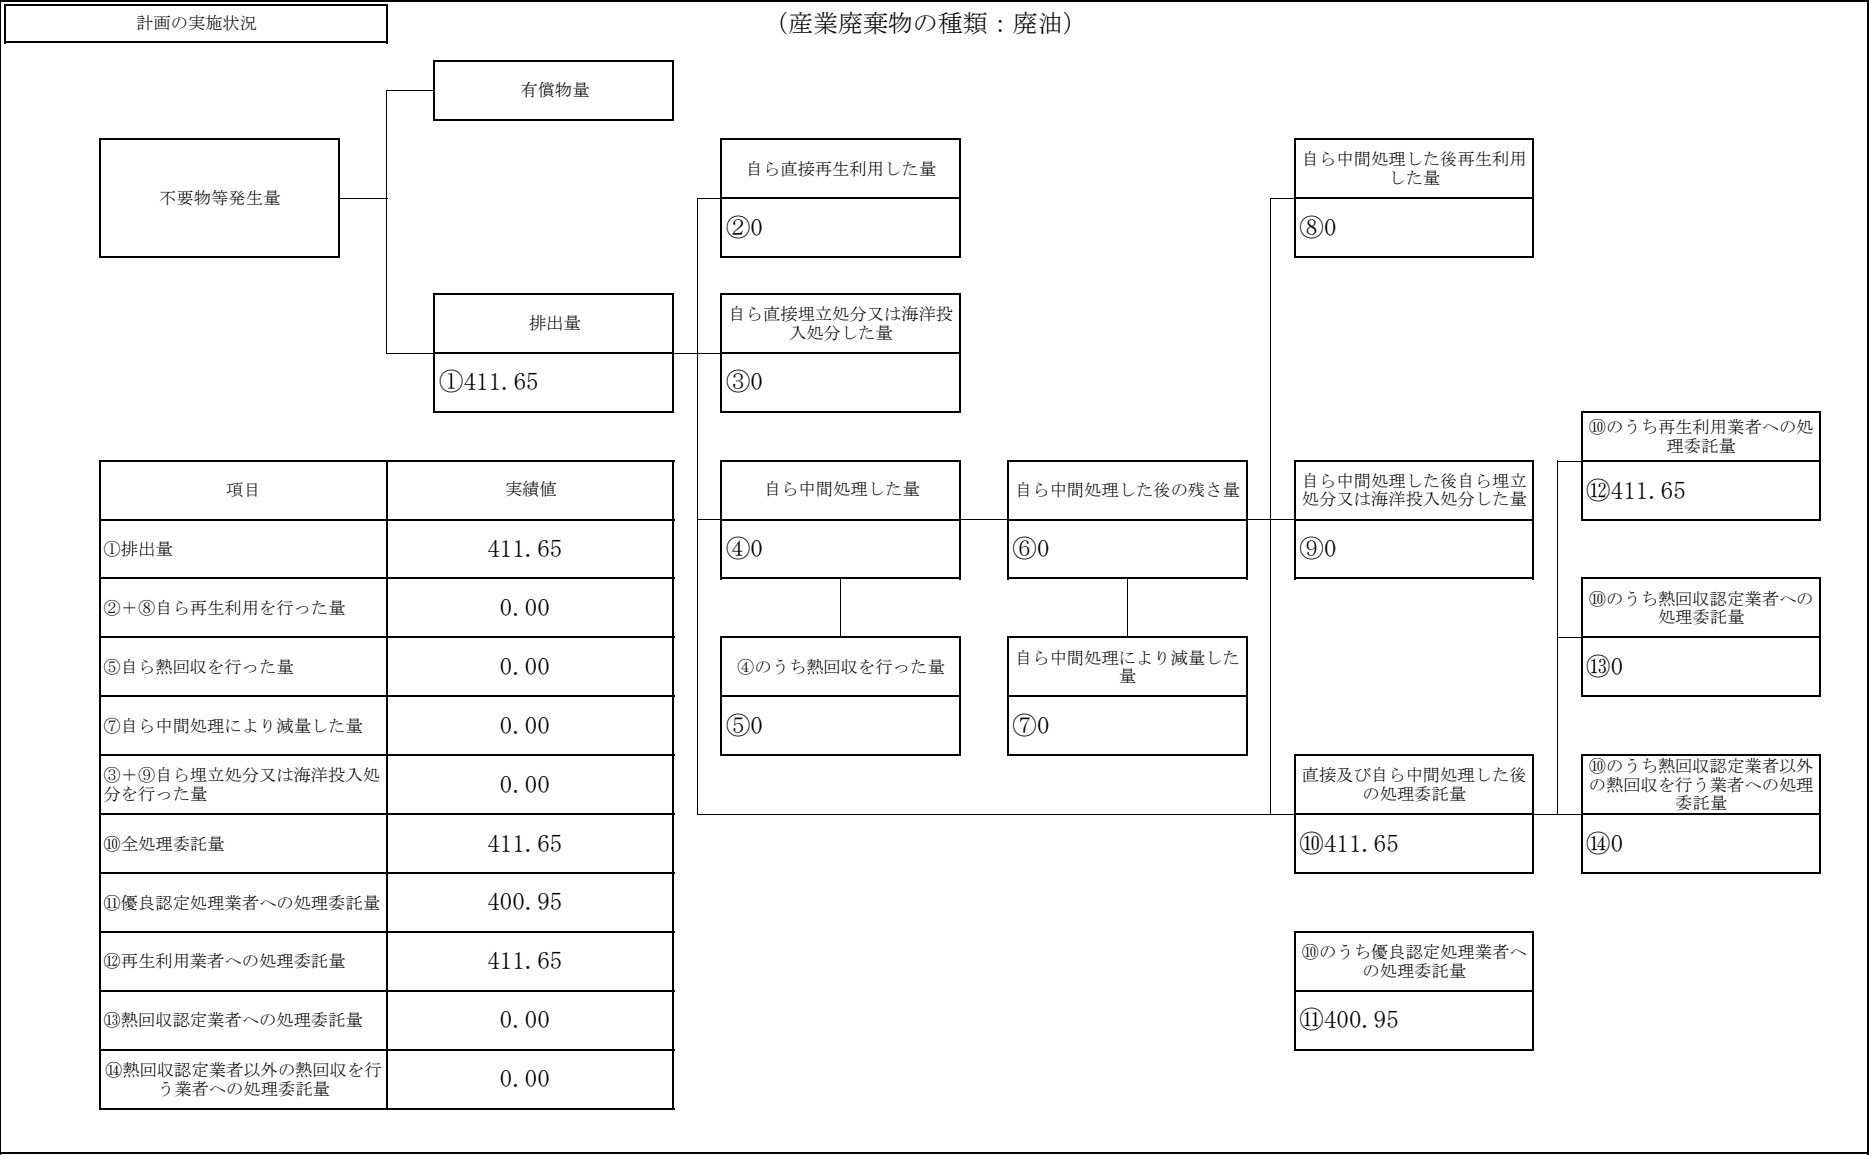 計画の実施状況
（産業廃棄物の種類：廃油）
有償物量
不要物等発生量
排出量
①411.65
自ら直接再生利用した量
②0
自ら直接埋立処分又は海洋投
入処分した量
③0
自ら中間処理した量
④0
④のうち熱回収を行った量
⑤0
自ら中間処理した後の残さ量
⑥0
自ら中間処理により減量した
量
⑦0
自ら中間処理した後再生利用
した量
⑧0
自ら中間処理した後自ら埋立
処分又は海洋投入処分した量
⑨0
直接及び自ら中間処理した後
の処理委託量
⑩411.65
⑩のうち優良認定処理業者へ
の処理委託量
⑪400.95
⑩のうち再生利用業者への処
理委託量
⑫411.65
⑩のうち熱回収認定業者への
処理委託量
⑬0
⑩のうち熱回収認定業者以外
の熱回収を行う業者への処理
委託量
⑭0
項目 実績値
①排出量 411.65
②＋⑧自ら再生利用を行った量 0.00
⑤自ら熱回収を行った量 0.00
⑦自ら中間処理により減量した量 0.00
③＋⑨自ら埋立処分又は海洋投入処
分を行った量 0.00
⑩全処理委託量 411.65
⑪優良認定処理業者への処理委託量 400.95
⑫再生利用業者への処理委託量 411.65
⑬熱回収認定業者への処理委託量 0.00
⑭熱回収認定業者以外の熱回収を行
う業者への処理委託量 0.00